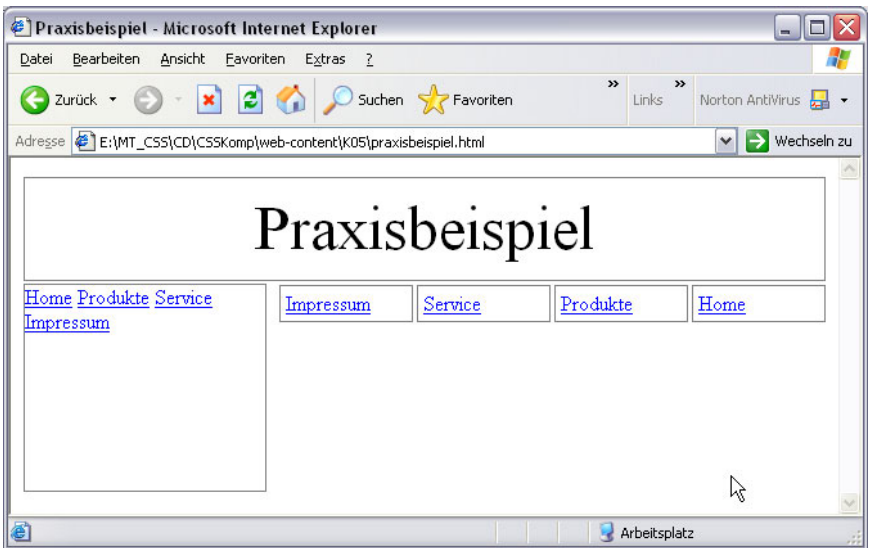 Praxisbeispiel - Microsoft Internet Explorer
Datei Bearbeiten Ansicht Favoriten Extras ?
Zurück Suchen Favoriten » Links » Norton AntiVirus
Adresse E:\MT_CSS\CD\CSSKomp\web-content\K05\praxisbeispiel.html Wechseln zu
Praxisbeispiel
Home Produkte Service
Impressum
Impressum Service Produkte Home
Arbeitsplatz